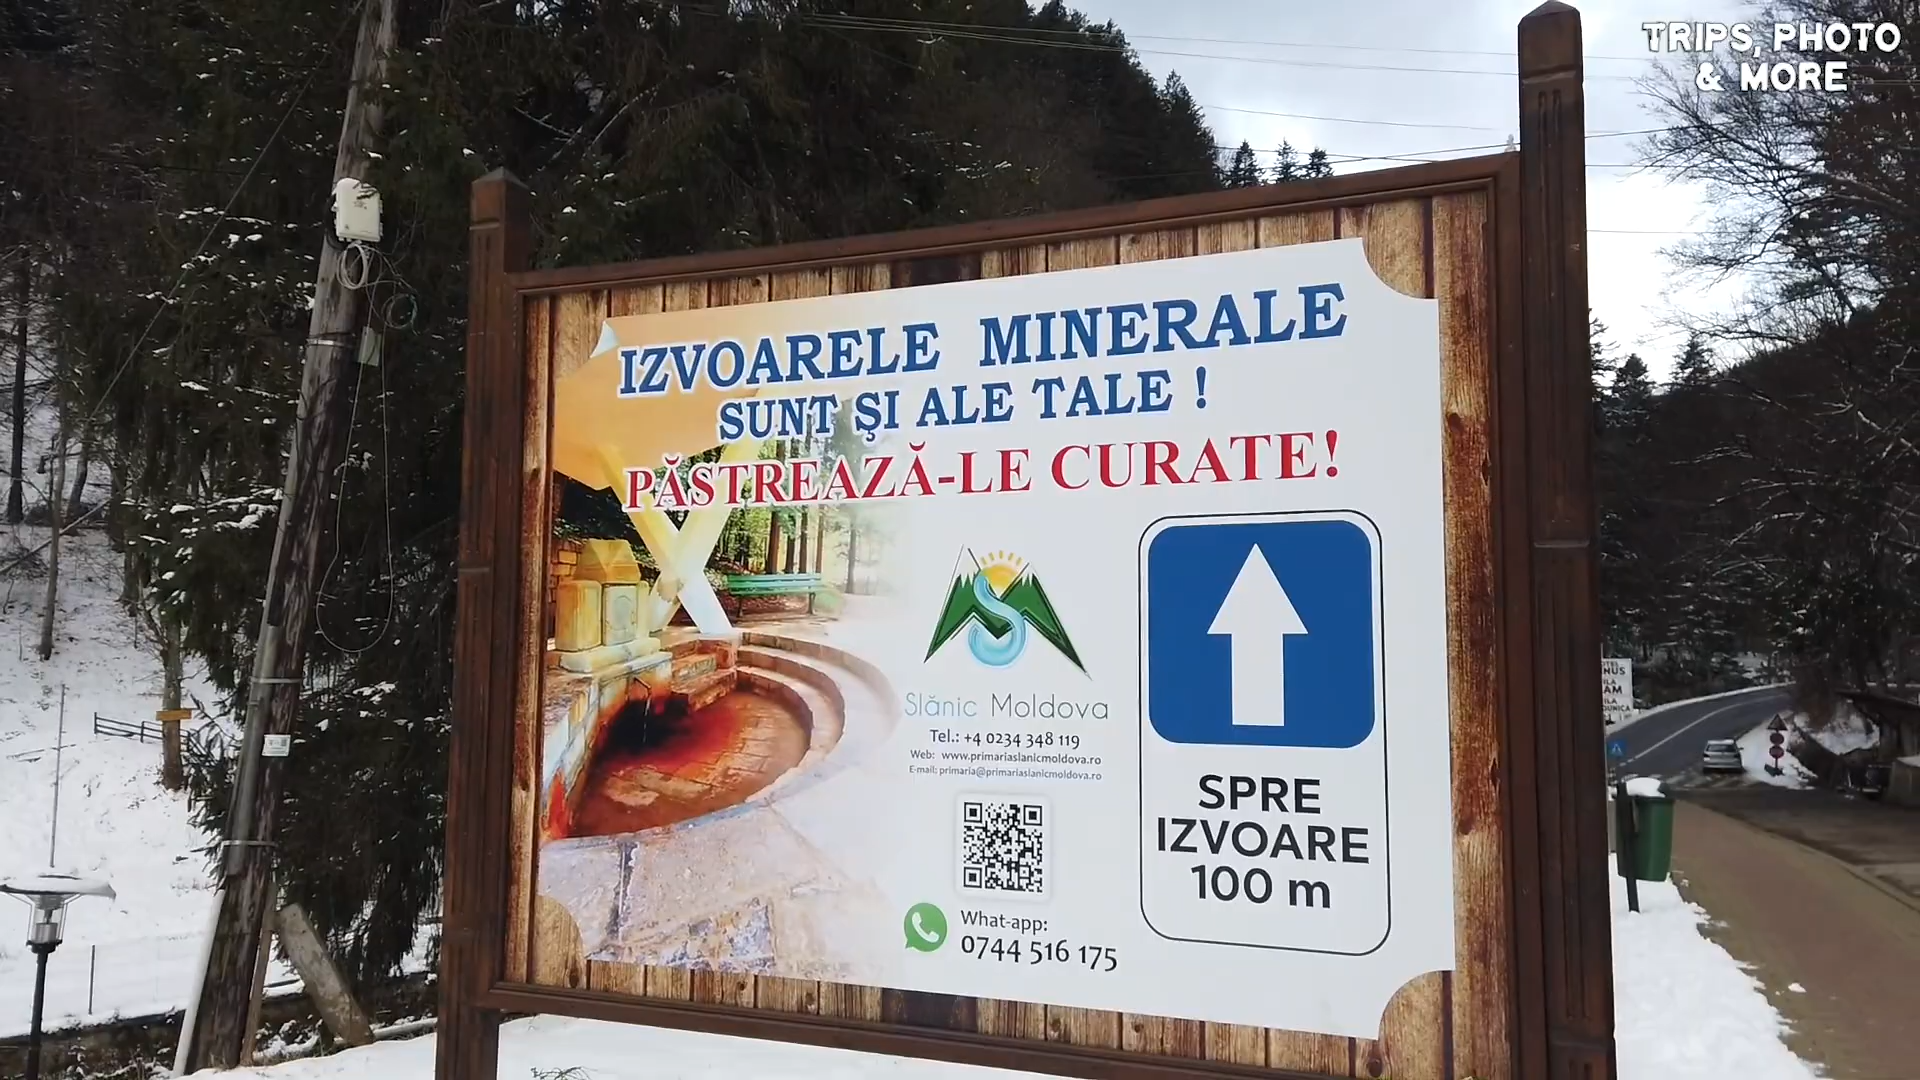 TRIPS, PHOTO
& MORE
IZVOARELE MINERALE
SUNT ŞI ALE TALE !
PĂSTREAZĂ-LE CURATE!
Slănic Moldova
Tel.: +4 0234 348 119
Web: www.primariaslanicmoldova.ro
E-mail: primaria@primariaslanicmoldova.ro
What-app:
0744 516 175
SPRE
IZVOARE
100 m